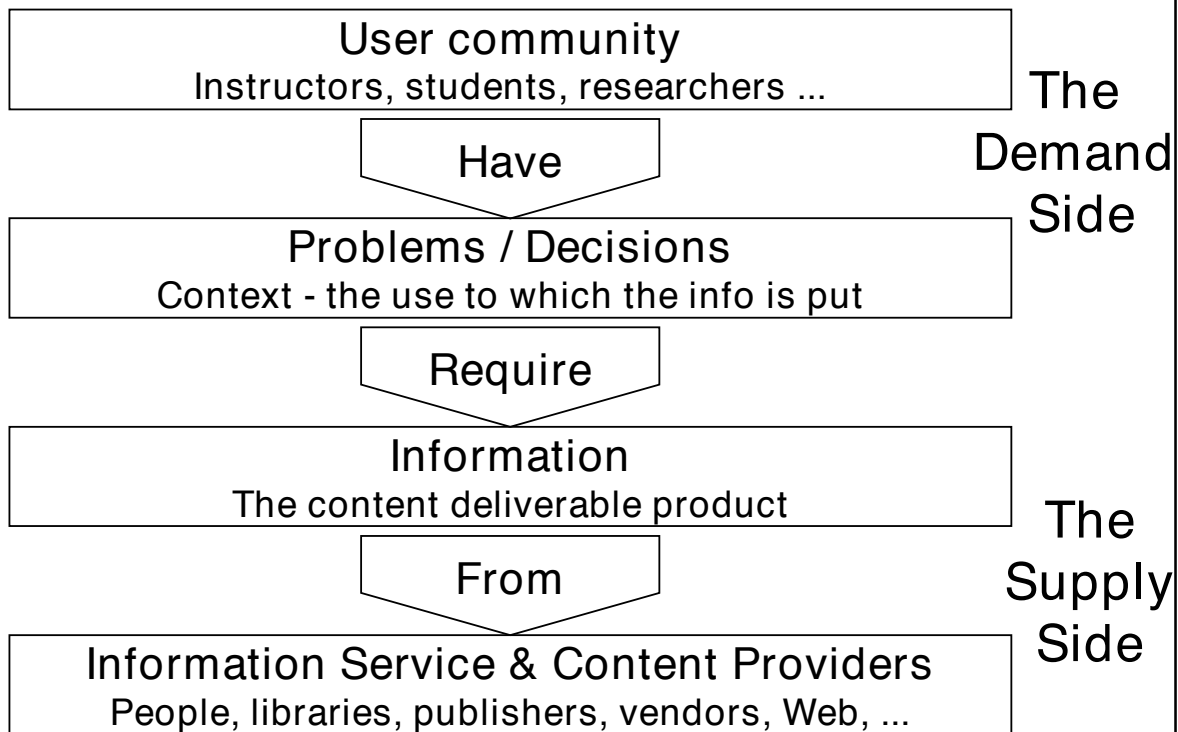 User community
Instructors, students, researchers ...
The
Demand
Side
Have
Problems / Decisions
Context - the use to which the info is put
Require
Information
The content deliverable product
The
Supply
Side
From
Information Service & Content Providers
People, libraries, publishers, vendors, Web, ...